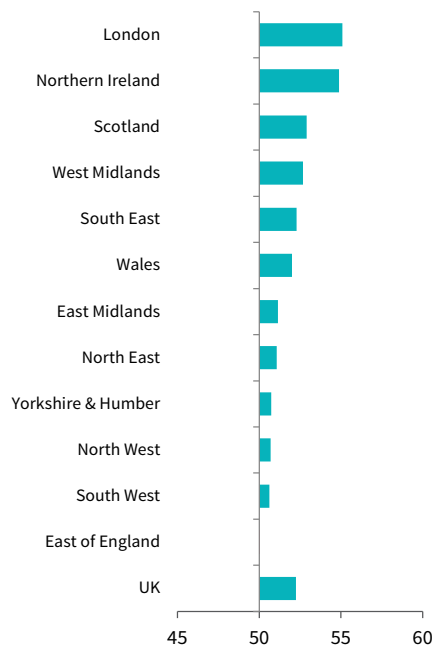 London
Northern Ireland
Scotland
West Midlands
South East
Wales
East Midlands
North East
Yorkshire & Humber
North West
South West
East of England
UK
45 50 55 60